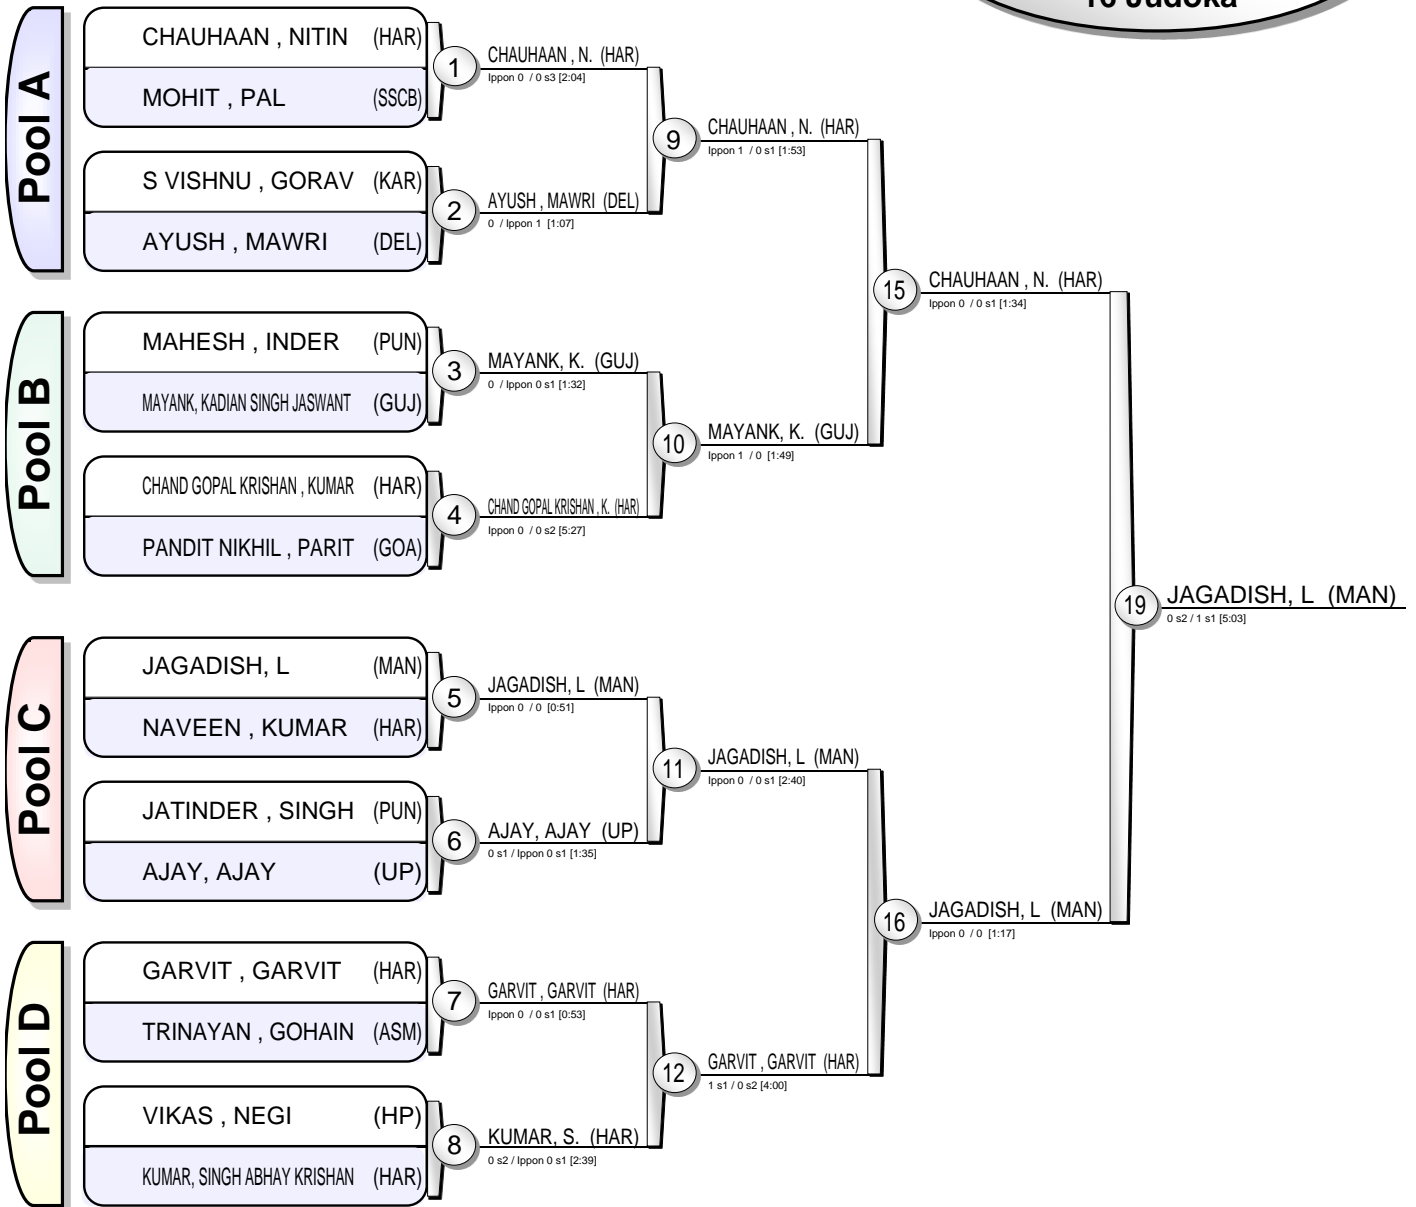 16 Judoka
Pool A
CHAUHAAN , NITIN (HAR)
MOHIT , PAL (SSCB)
1
CHAUHAAN , N. (HAR)
Ippon 0 / 0 s3 [2:04]
S VISHNU , GORAV (KAR)
AYUSH , MAWRI (DEL)
2
AYUSH , MAWRI (DEL)
0 / Ippon 1 [1:07]
9
CHAUHAAN , N. (HAR)
Ippon 1 / 0 s1 [1:53]
Pool B
MAHESH , INDER (PUN)
MAYANK, KADIAN SINGH JASWANT (GUJ)
3
MAYANK, K. (GUJ)
0 / Ippon 0 s1 [1:32]
CHAND GOPAL KRISHAN , KUMAR (HAR)
PANDIT NIKHIL , PARIT (GOA)
4
CHAND GOPAL KRISHAN , K. (HAR)
Ippon 0 / 0 s2 [5:27]
10
MAYANK, K. (GUJ)
Ippon 1 / 0 [1:49]
15
CHAUHAAN , N. (HAR)
Ippon 0 / 0 s1 [1:34]
Pool C
JAGADISH, L (MAN)
NAVEEN , KUMAR (HAR)
5
JAGADISH, L (MAN)
Ippon 0 / 0 [0:51]
JATINDER , SINGH (PUN)
AJAY, AJAY (UP)
6
AJAY, AJAY (UP)
0 s1 / Ippon 0 s1 [1:35]
11
JAGADISH, L (MAN)
Ippon 0 / 0 s1 [2:40]
Pool D
GARVIT , GARVIT (HAR)
TRINAYAN , GOHAIN (ASM)
7
GARVIT , GARVIT (HAR)
Ippon 0 / 0 s1 [0:53]
VIKAS , NEGI (HP)
KUMAR, SINGH ABHAY KRISHAN (HAR)
8
KUMAR, S. (HAR)
0 s2 / Ippon 0 s1 [2:39]
12
GARVIT , GARVIT (HAR)
1 s1 / 0 s2 [4:00]
16
JAGADISH, L (MAN)
Ippon 0 / 0 [1:17]
19
JAGADISH, L (MAN)
0 s2 / 1 s1 [5:03]